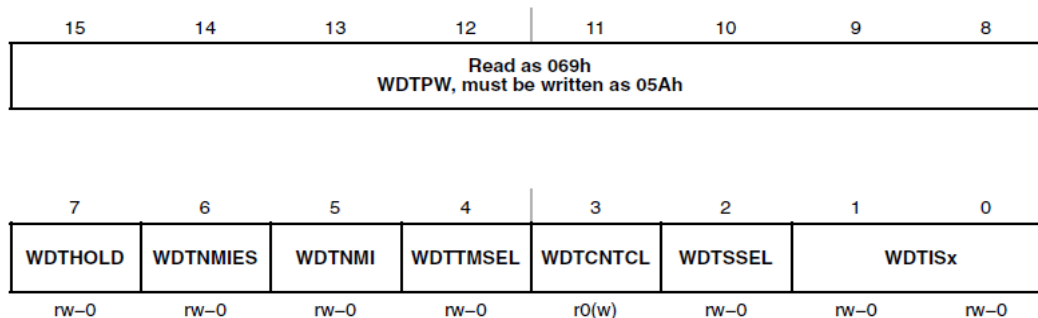 15 14 13 12 11 10 9 8
Read as 069h
WDTPW, must be written as 05Ah
7 6 5 4 3 2 1 0
WDTHOLD WDTNMIES WDTNMI WDTTMSEL WDTCNTCL WDTSSEL WDTISx
rw−0 rw−0 rw−0 rw−0 r0(w) rw−0 rw−0 rw−0